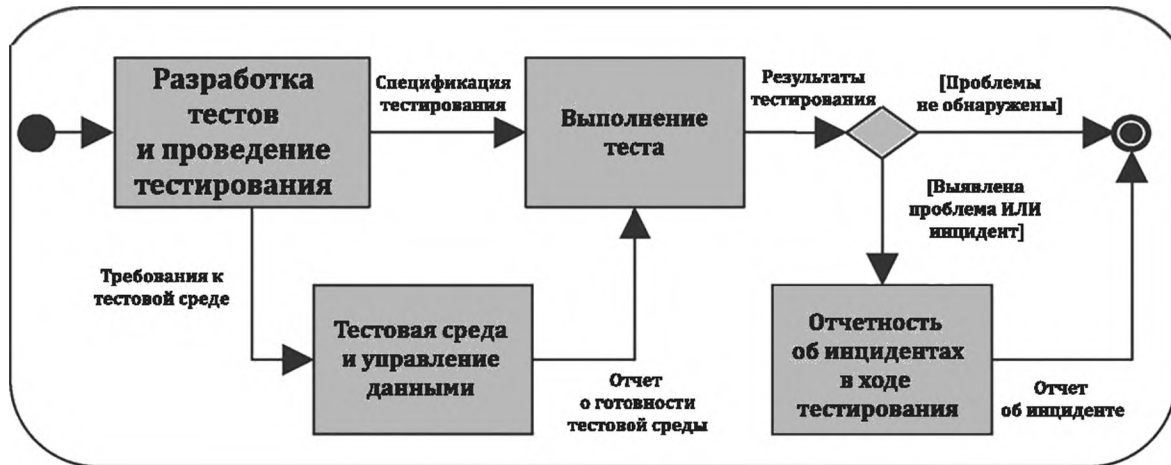 Разработка
тестов
и проведение
тестирования
Спецификация
тестирования
Выполнение
теста
Результаты
тестирования
[Проблемы
не обнаружены]
[Выявлена
проблема ИЛИ
инцидент]
Требования к
тестовой среде
Тестовая среда
и управление
данными
Отчет
о готовности
тестовой среды
Отчетность
об инцидентах
в ходе
тестирования
Отчет
об инциденте